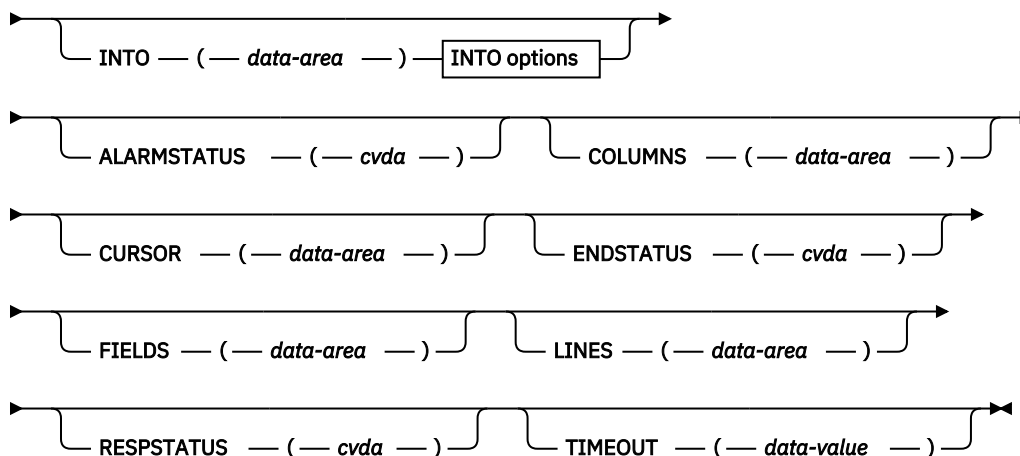 INTO ( data-area ) INTO options
ALARMSTATUS ( cvda ) COLUMNS ( data-area )
CURSOR ( data-area ) ENDSTATUS ( cvda )
FIELDS ( data-area ) LINES ( data-area )
RESPSTATUS ( cvda ) TIMEOUT ( data-value )